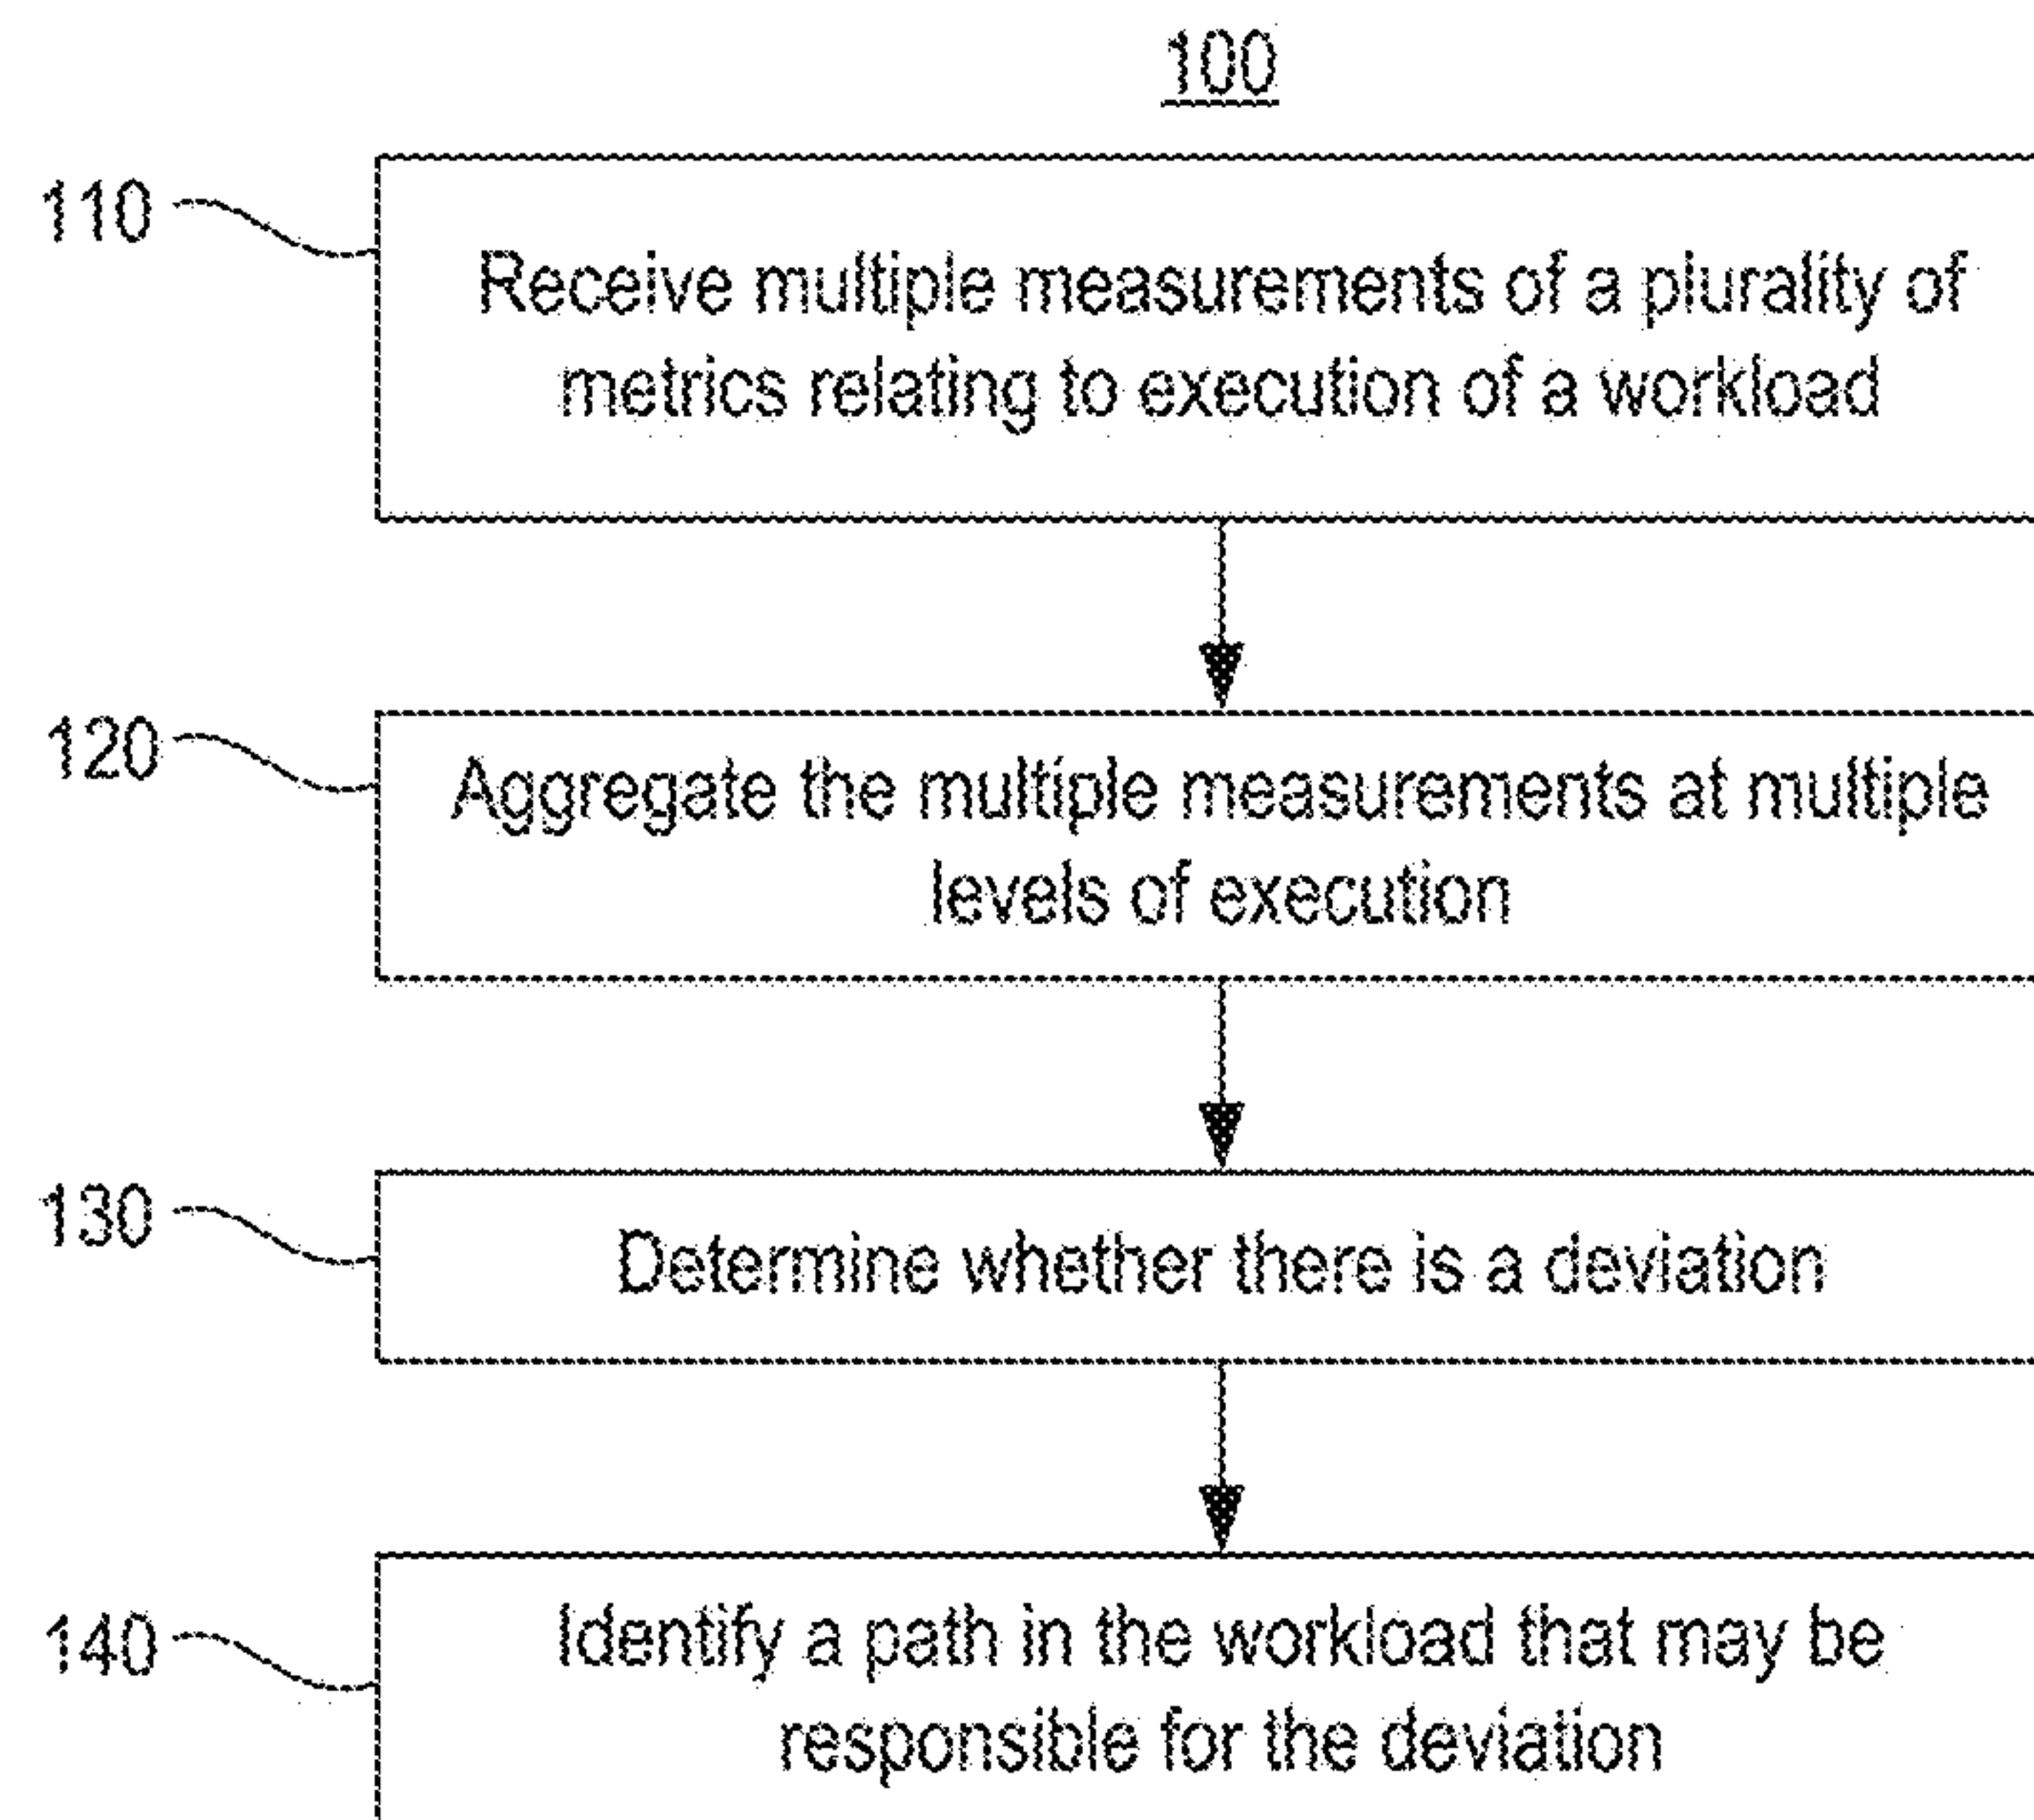 100
110
Receive multiple measurements of a plurality of
metrics relating to execution of a workload
120
Aggregate the multiple measurements at multiple
levels of execution
130
Determine whether there is a deviation
140
Identify a path in the workload that may be
responsible for the deviation